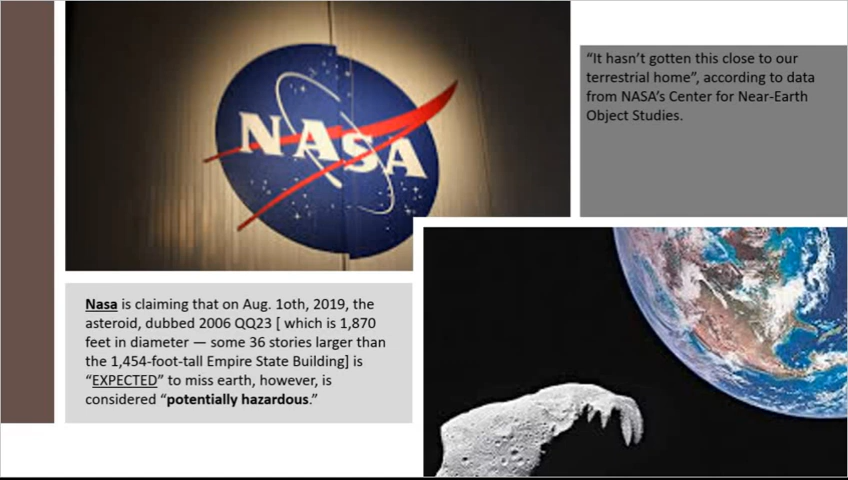 NASA
“It hasn’t gotten this close to our
terrestrial home”, according to data
from NASA’s Center for Near-Earth
Object Studies.
Nasa is claiming that on Aug. 1oth, 2019, the
asteroid, dubbed 2006 QQ23 [ which is 1,870
feet in diameter — some 36 stories larger than
the 1,454-foot-tall Empire State Building] is
“EXPECTED” to miss earth, however, is
considered “potentially hazardous.”